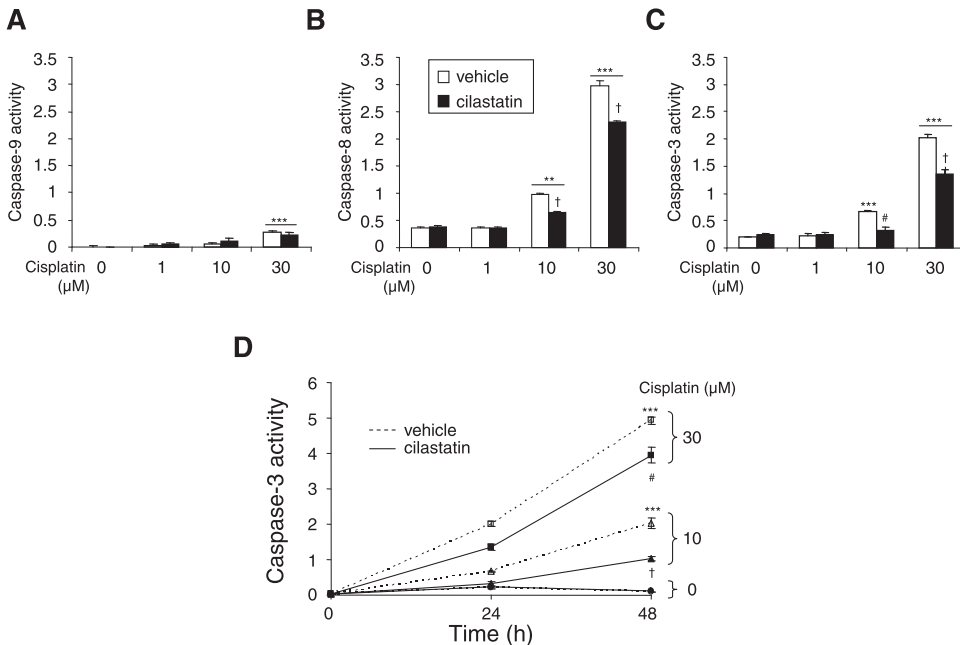 A
Caspase-9 activity
3.5
3
2.5
2
1.5
1
0.5
0
***
Cisplatin 0 1 10 30
(µM)
B
Caspase-8 activity
3.5
3
2.5
2
1.5
1
0.5
0
vehicle
cilastatin
**
†
***
†
Cisplatin 0 1 10 30
(µM)
C
Caspase-3 activity
3.5
3
2.5
2
1.5
1
0.5
0
***
#
***
†
Cisplatin 0 1 10 30
(µM)
D
Caspase-3 activity
6
5
4
3
2
1
0
vehicle
cilastatin
Cisplatin (µM)
***
30
#
***
10
†
0
0 24 48
Time (h)